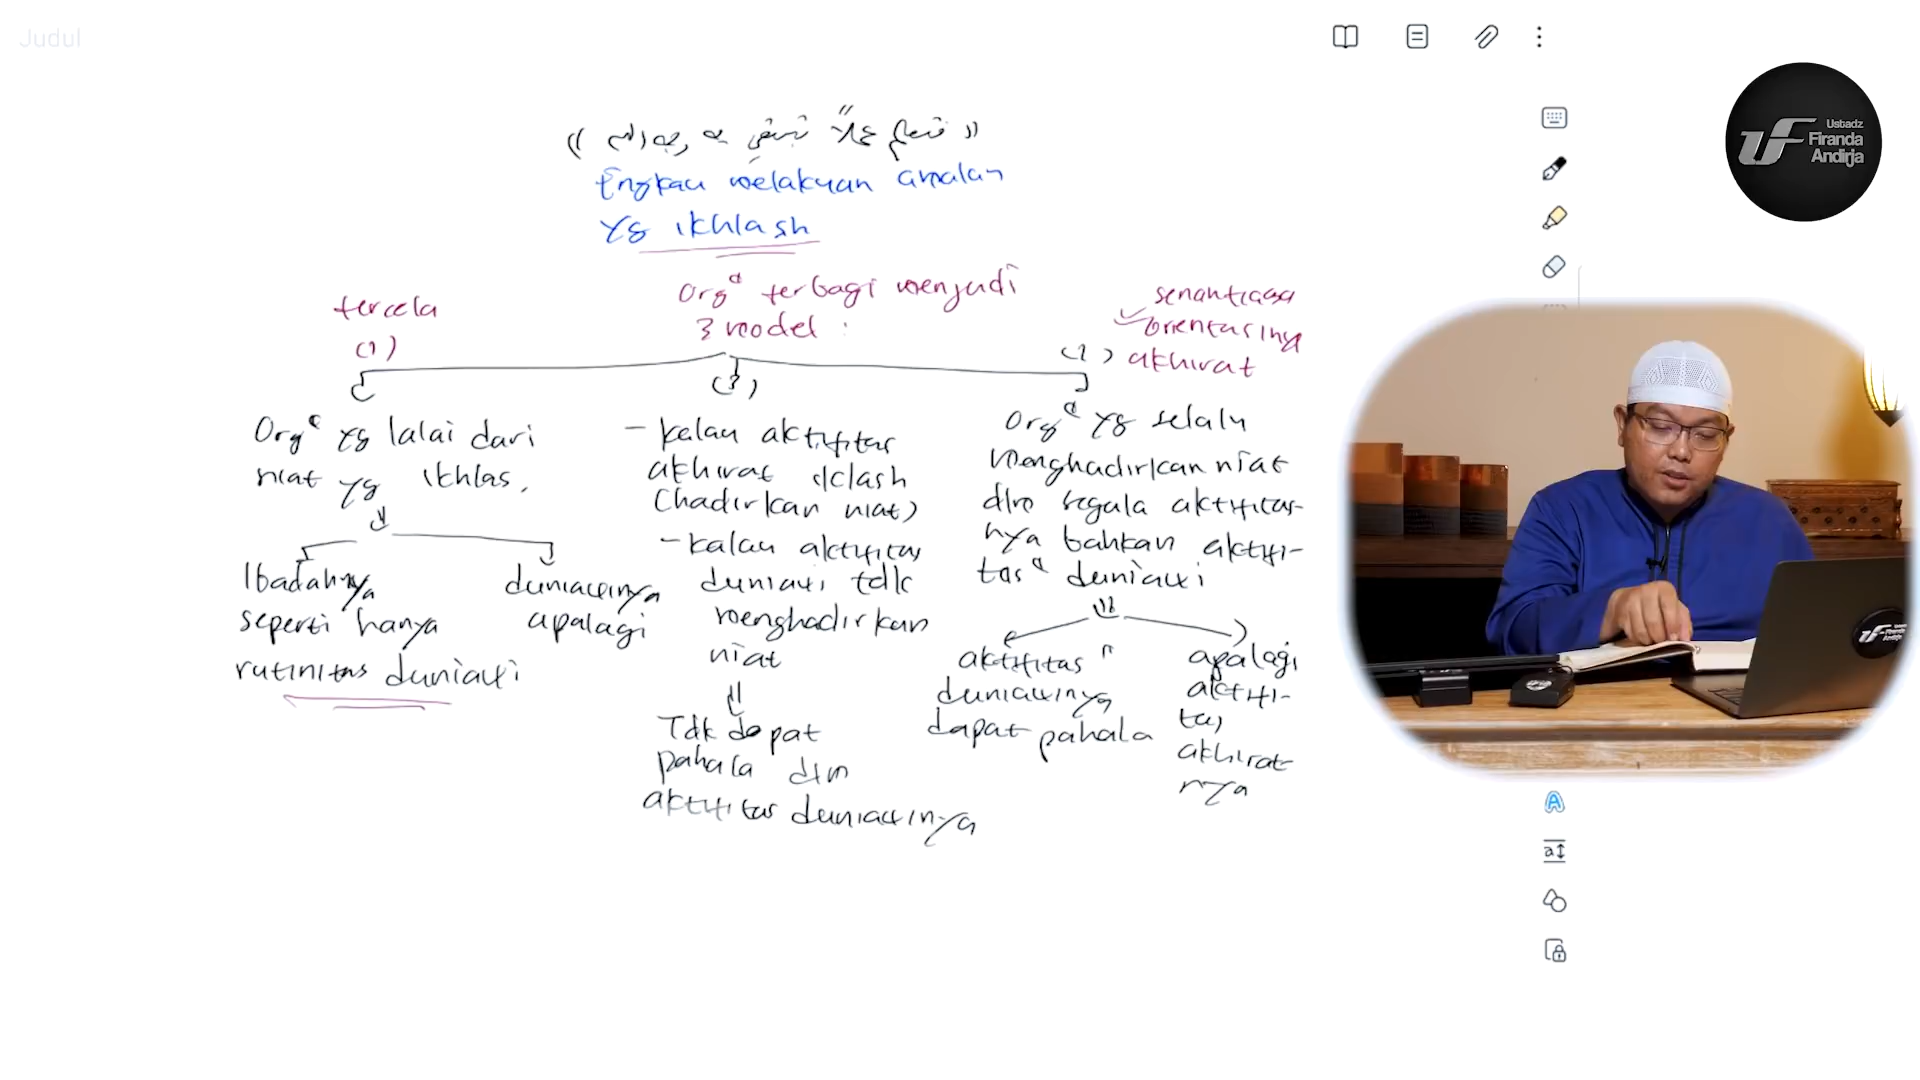 Judul
Ustadz
Firanda
Andirja
« فتعمل عملاً تبتغي به وجه الله »
Engkau melakukan amalan
yg ikhlash
Org² terbagi menjadi
3 model :
tercela
(1)
Org² yg lalai dari
niat yg ikhlas,
Ibadahnya
seperti hanya
rutinitas duniawi
duniawinya
apalagi
(3)
- kalau aktifitas
akhirat iklash
(hadirkan niat)
- kalau aktifitas
duniawi tdk
menghadirkan
niat
Tdk dapat
pahala dlm
aktifitas duniawinya
senantiasa
orientasinya
akhirat
Org² yg selalu
menghadirkan niat
dlm segala aktifitas-
nya bahkan aktifi-
tas² duniawi
aktifitas"
duniawinya
dapat pahala
apalagi
aktifi-
tas
akhirat
nya